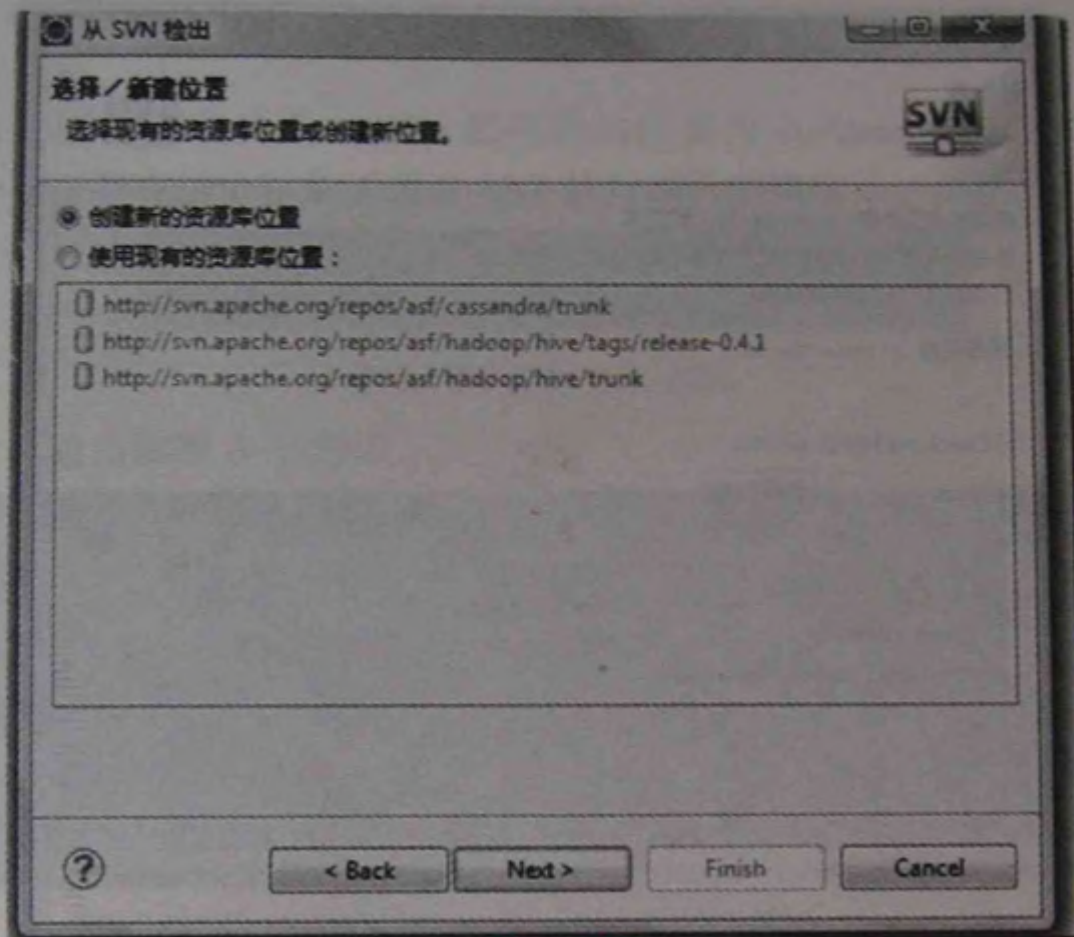 从 SVN 检出
选择／新建位置
选择现有的资源库位置或创建新位置。
SVN
创建新的资源库位置
使用现有的资源库位置：
http://svn.apache.org/repos/asf/cassandra/trunk
http://svn.apache.org/repos/asf/hadoop/hive/tags/release-0.4.1
http://svn.apache.org/repos/asf/hadoop/hive/trunk
? < Back Next > Finish Cancel